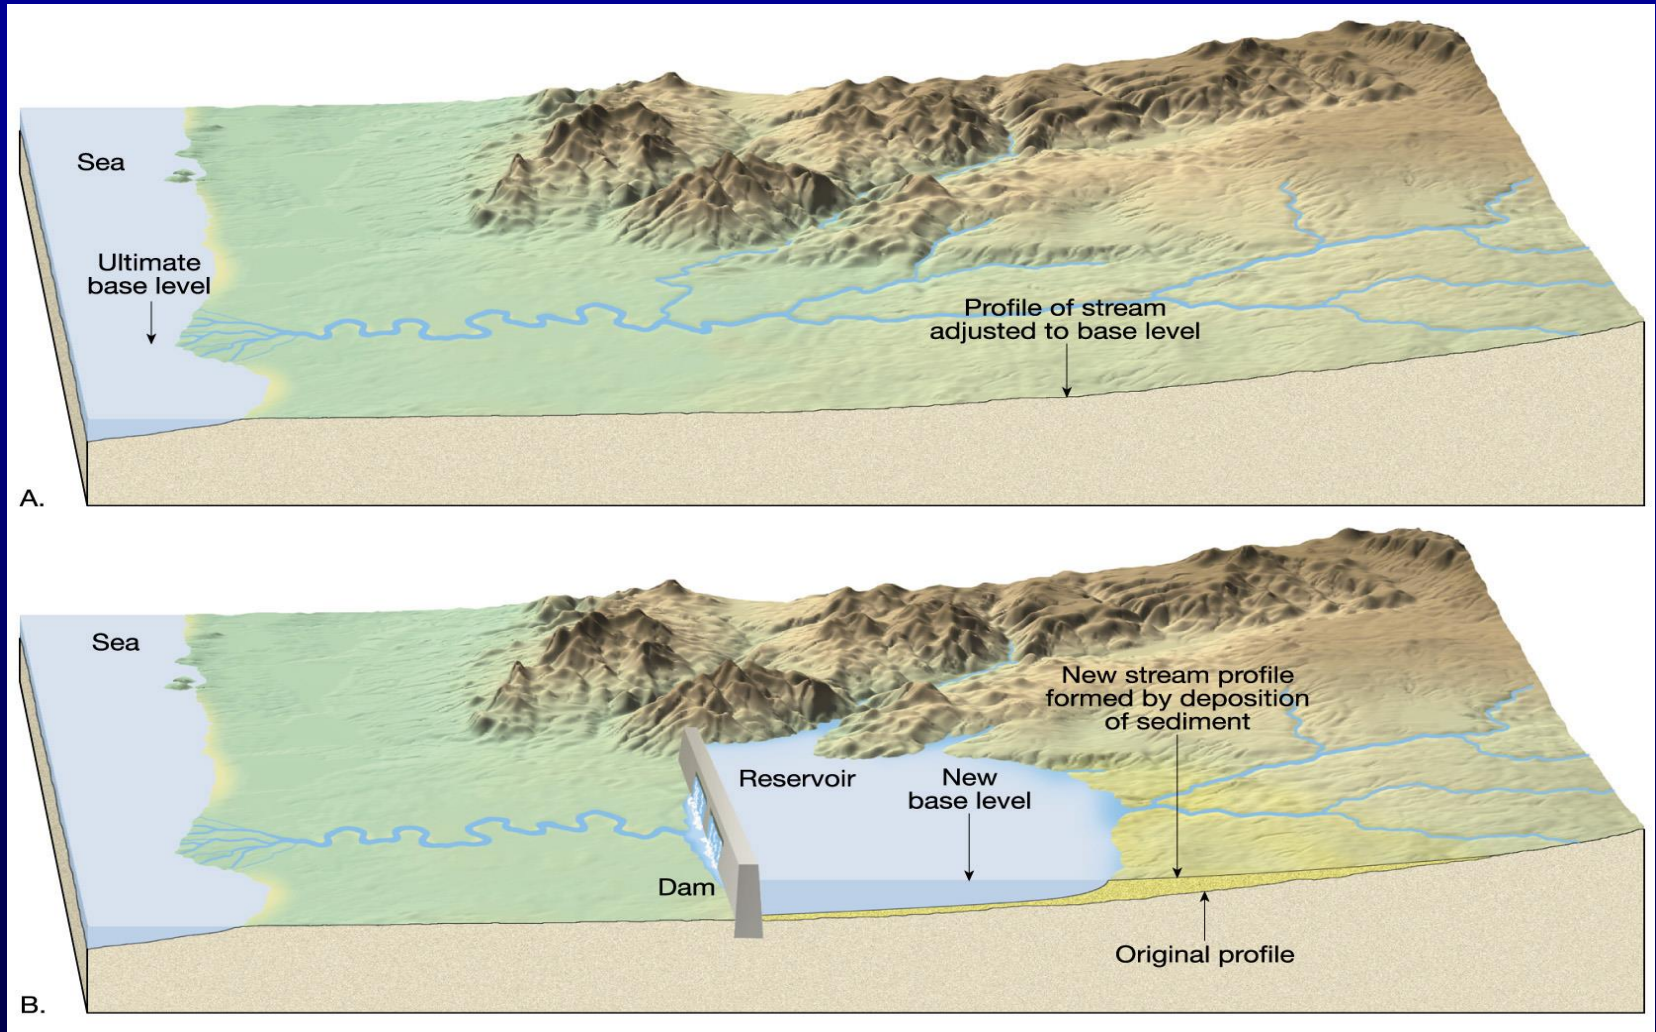 Sea
Ultimate
base level
Profile of stream
adjusted to base level
A.
Sea
New stream profile
formed by deposition
of sediment
Reservoir
New
base level
Dam
Original profile
B.